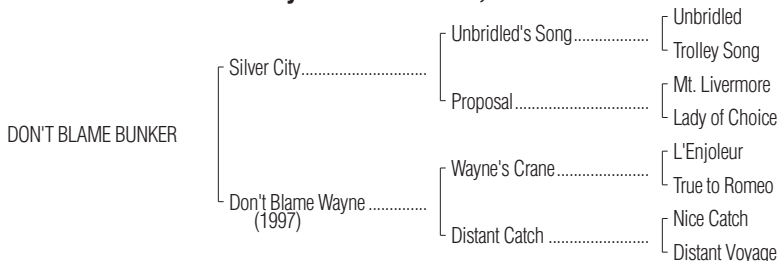 Unbridled
Unbridled's Song..................
Trolley Song
Silver City............................
Mt. Livermore
Proposal..............................
Lady of Choice
DON'T BLAME BUNKER
L'Enjoleur
Wayne's Crane.....................
True to Romeo
Don't Blame Wayne .............
(1997)
Nice Catch
Distant Catch .......................
Distant Voyage